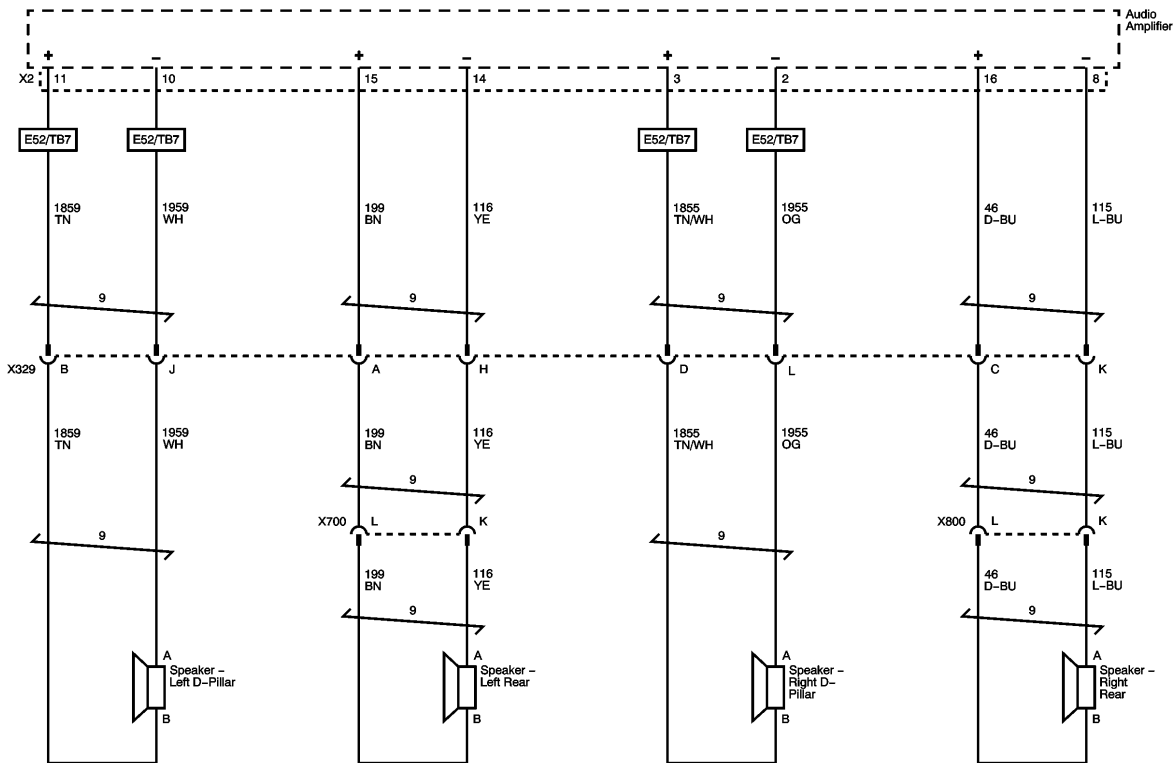 Audio
Amplifier
+ − + − + − + −
X2 11 10 15 14 3 2 16 8
E52/TB7 E52/TB7 E52/TB7 E52/TB7
1859 1959 199 116 1855 1955 46 115
TN WH BN YE TN/WH OG D-BU L-BU
9 9 9 9
X329 B J A H D L C K
1859 1959 199 116 1855 1955 46 115
TN WH BN YE TN/WH OG D-BU L-BU
9 9
X700 L K X800 L K
9 9
199 116 46 115
BN YE D-BU L-BU
9 9
A A A A
Speaker – Speaker – Speaker – Speaker –
Left D-Pillar Left Rear Right D- Right
Pillar Rear
B B B B